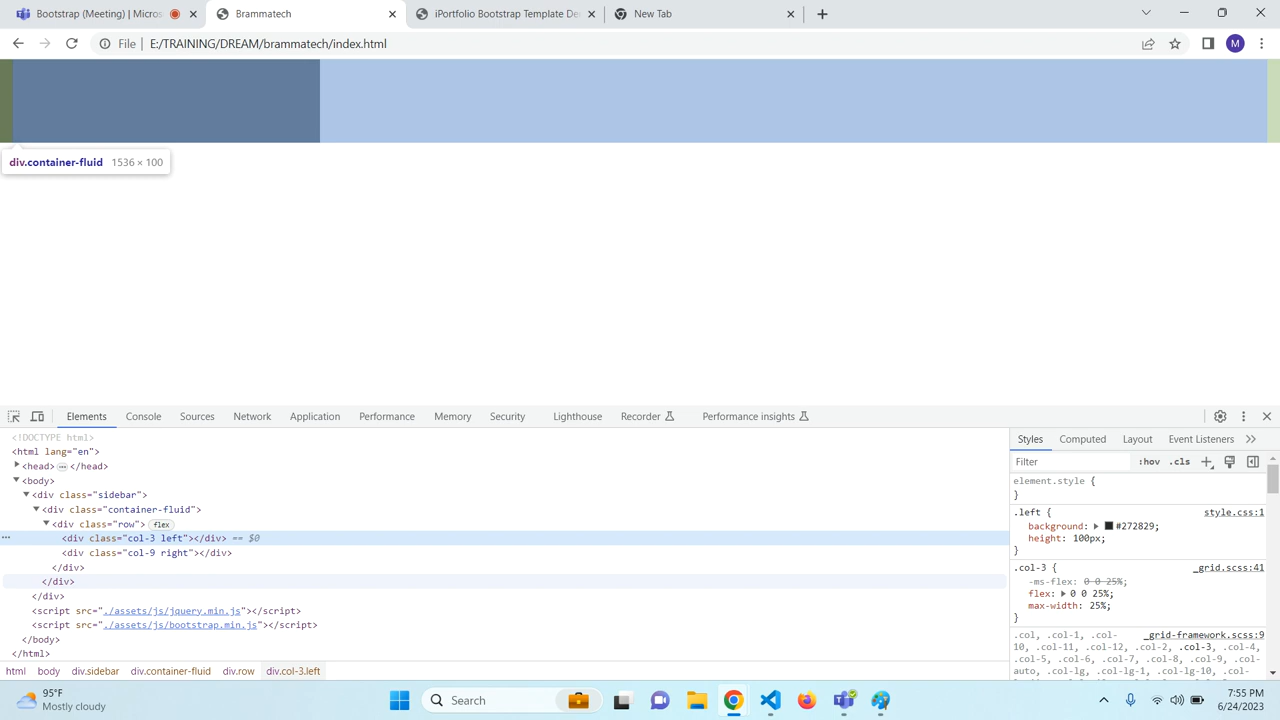 Bootstrap (Meeting) | Micros
Brammatech
iPortfolio Bootstrap Template De
New Tab
File
E:/TRAINING/DREAM/brammatech/index.html
M
div.container-fluid 1536 × 100
Elements
Console
Sources
Network
Application
Performance
Memory
Security
Lighthouse
Recorder
Performance insights
<!DOCTYPE html>
<html lang="en">
<head>…</head>
<body>
<div class="sidebar">
<div class="container-fluid">
<div class="row"> flex
<div class="col-3 left"></div> == $0
<div class="col-9 right"></div>
</div>
</div>
</div>
<script src="./assets/js/jquery.min.js"></script>
<script src="./assets/js/bootstrap.min.js"></script>
</body>
</html>
html body div.sidebar div.container-fluid div.row div.col-3.left
Styles
Computed
Layout
Event Listeners
Filter
:hov .cls
element.style {
}
.left { style.css:1
background: #272829;
height: 100px;
}
.col-3 { _grid.scss:41
-ms-flex: 0 0 25%;
flex: 0 0 25%;
max-width: 25%;
}
.col, .col-1, .col- _grid-framework.scss:9
10, .col-11, .col-12, .col-2, .col-3, .col-4,
.col-5, .col-6, .col-7, .col-8, .col-9, .col-
auto, .col-lg, .col-lg-1, .col-lg-10, .col-
95°F
Mostly cloudy
Search
7:55 PM
6/24/2023